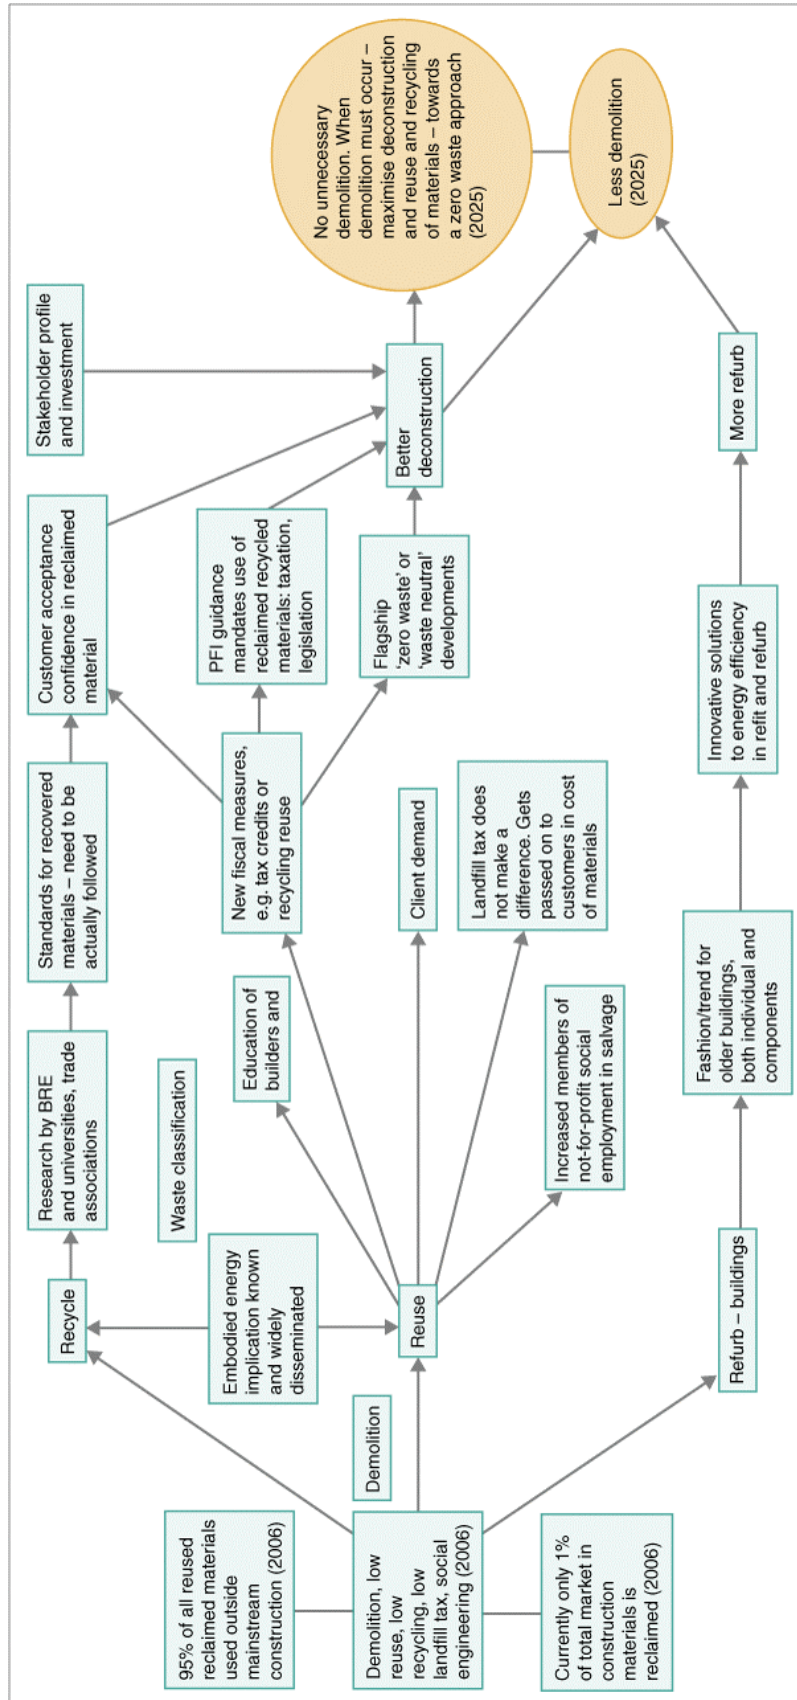 95% of all reused
reclaimed materials
used outside
mainstream
construction (2006)
Demolition, low
reuse, low
recycling, low
landfill tax, social
engineering (2006)
Currently only 1%
of total market in
construction
materials is
reclaimed (2006)
Demolition
Recycle
Embodied energy
implication known
and widely
disseminated
Reuse
Refurb – buildings
Waste classification
Research by BRE
and universities, trade
associations
Education of
builders and
Increased members of
not-for-profit social
employment in salvage
Fashion/trend for
older buildings,
both individual and
components
Standards for recovered
materials – need to be
actually followed
New fiscal measures,
e.g. tax credits or
recycling reuse
Client demand
Landfill tax does
not make a
difference. Gets
passed on to
customers in cost
of materials
Innovative solutions
to energy efficiency
in refit and refurb
Customer acceptance
confidence in reclaimed
material
PFI guidance
mandates use of
reclaimed recycled
materials: taxation,
legislation
Flagship
‘zero waste’ or
‘waste neutral’
developments
Stakeholder profile
and investment
Better
deconstruction
More refurb
No unnecessary
demolition. When
demolition must occur –
maximise deconstruction
and reuse and recycling
of materials – towards
a zero waste approach
(2025)
Less demolition
(2025)